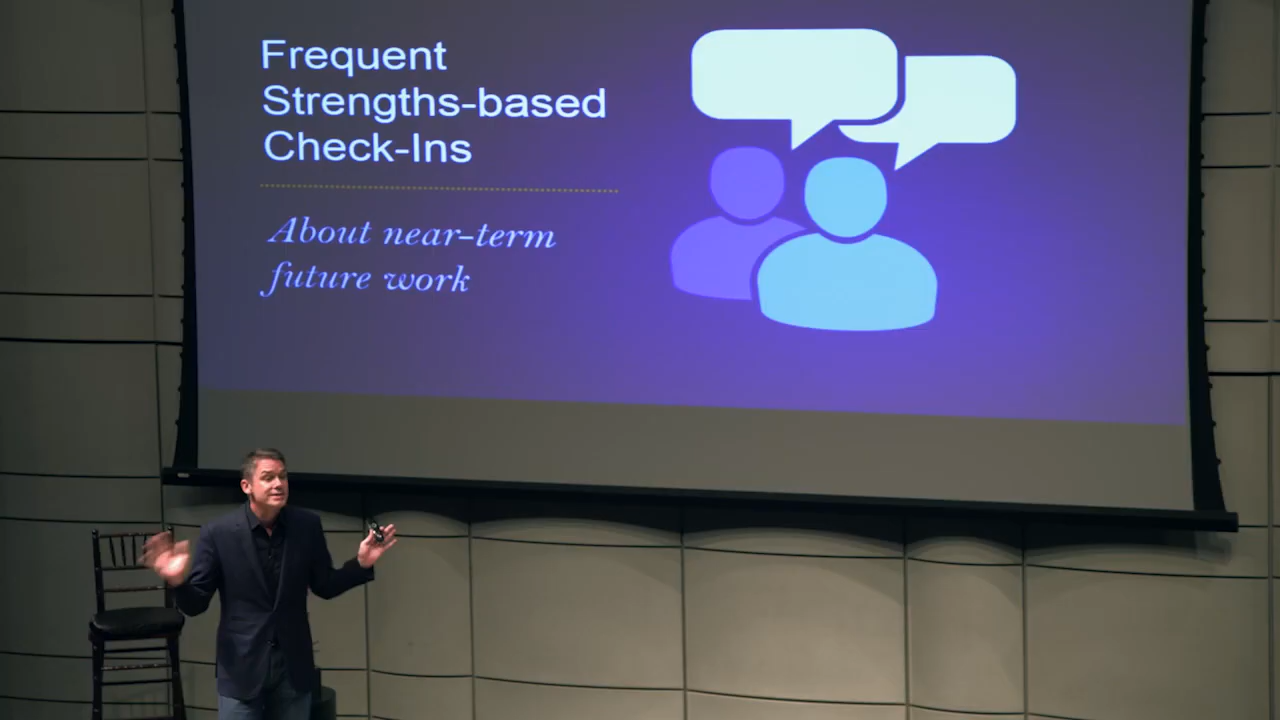 Frequent
Strengths-based
Check-Ins
About near-term
future work